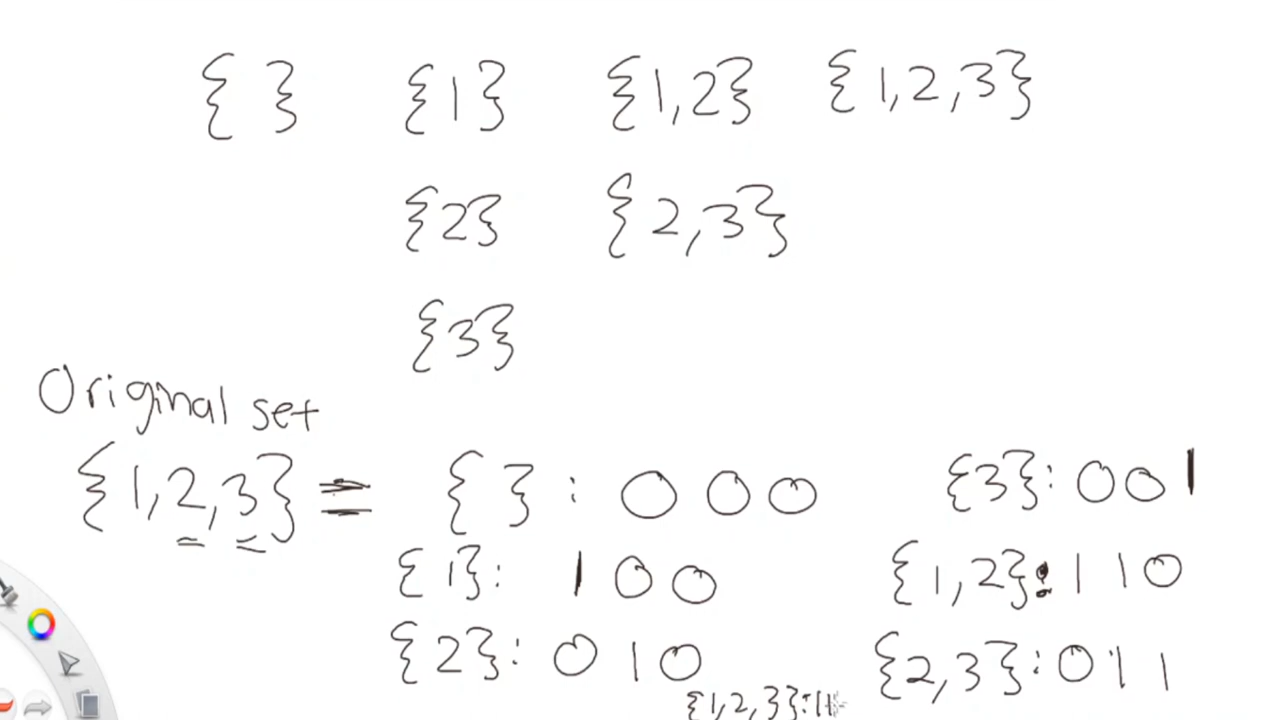 { } {1} {1,2} {1,2,3}
{2} {2,3}
{3}
Original set
{1,2,3} = { } : 0 0 0 {3}: 0 0 1
{1}: 1 0 0 {1,2}: 1 1 0
{2}: 0 1 0 {2,3}: 0 1 1
{1,2,3}: 1 1